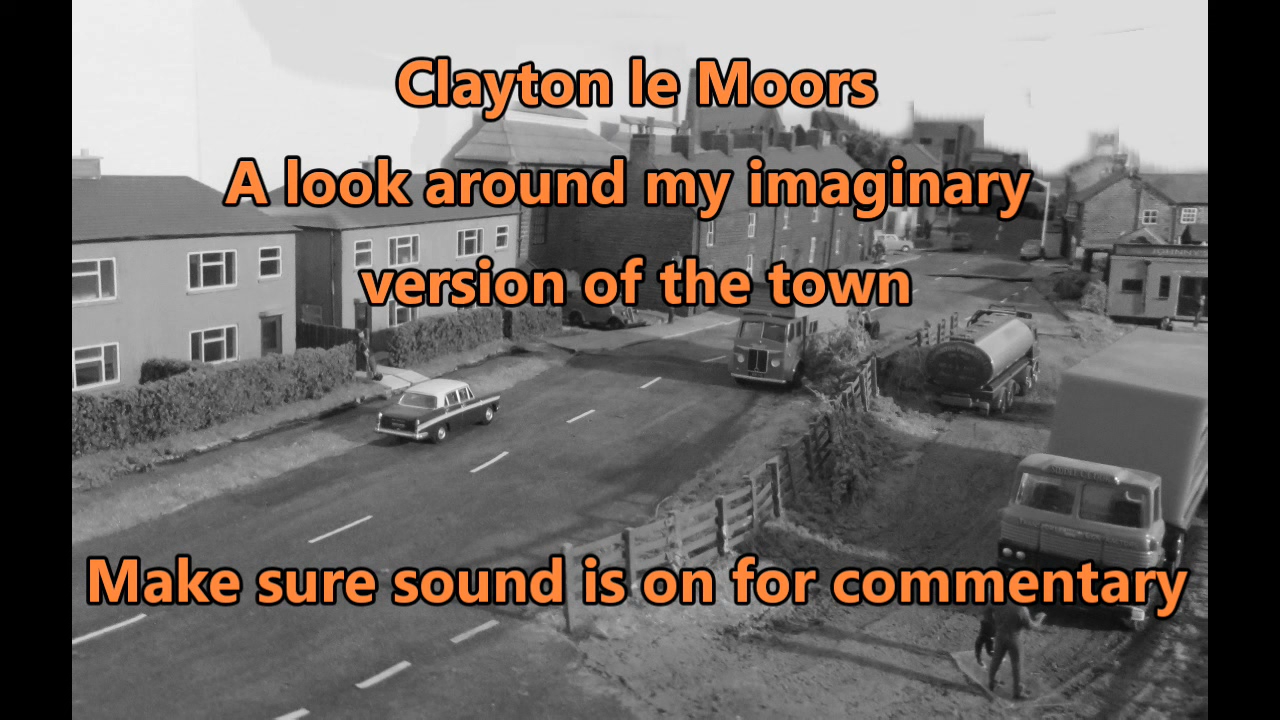 Clayton le Moors
A look around my imaginary
version of the town
Make sure sound is on for commentary